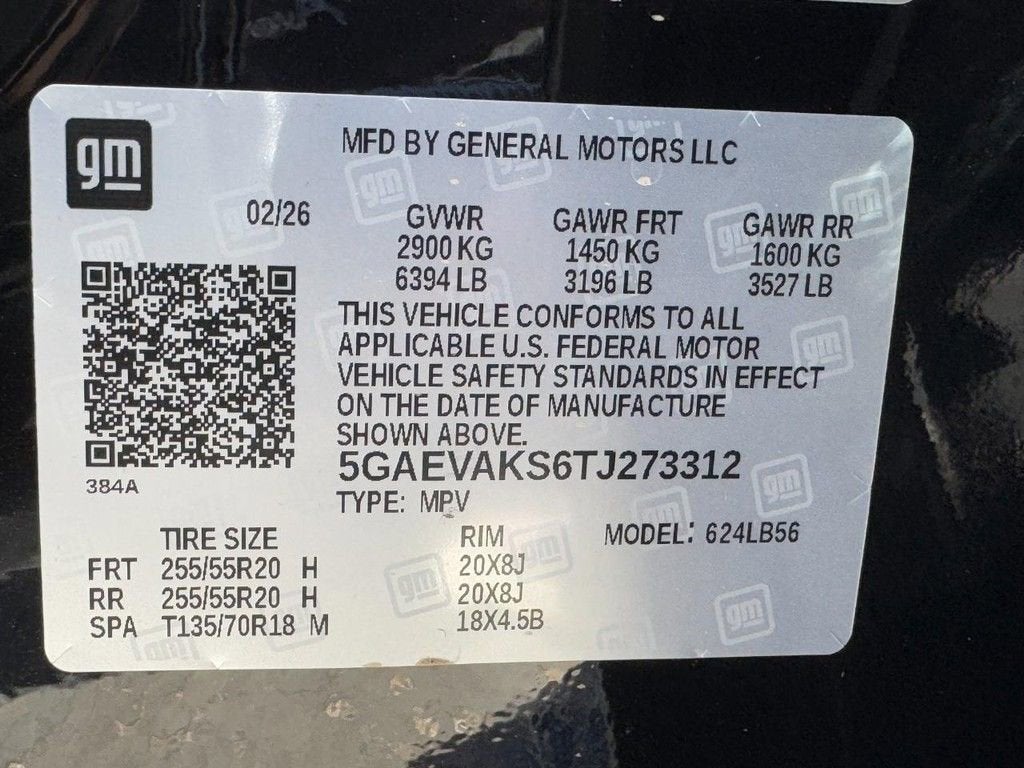 gm
MFD BY GENERAL MOTORS LLC
02/26 GVWR GAWR FRT GAWR RR
2900 KG 1450 KG 1600 KG
6394 LB 3196 LB 3527 LB
THIS VEHICLE CONFORMS TO ALL
APPLICABLE U.S. FEDERAL MOTOR
VEHICLE SAFETY STANDARDS IN EFFECT
ON THE DATE OF MANUFACTURE
SHOWN ABOVE.
5GAEVAKS6TJ273312
384A
TYPE: MPV
TIRE SIZE RIM MODEL: 624LB56
FRT 255/55R20 H 20X8J
RR 255/55R20 H 20X8J
SPA T135/70R18 M 18X4.5B